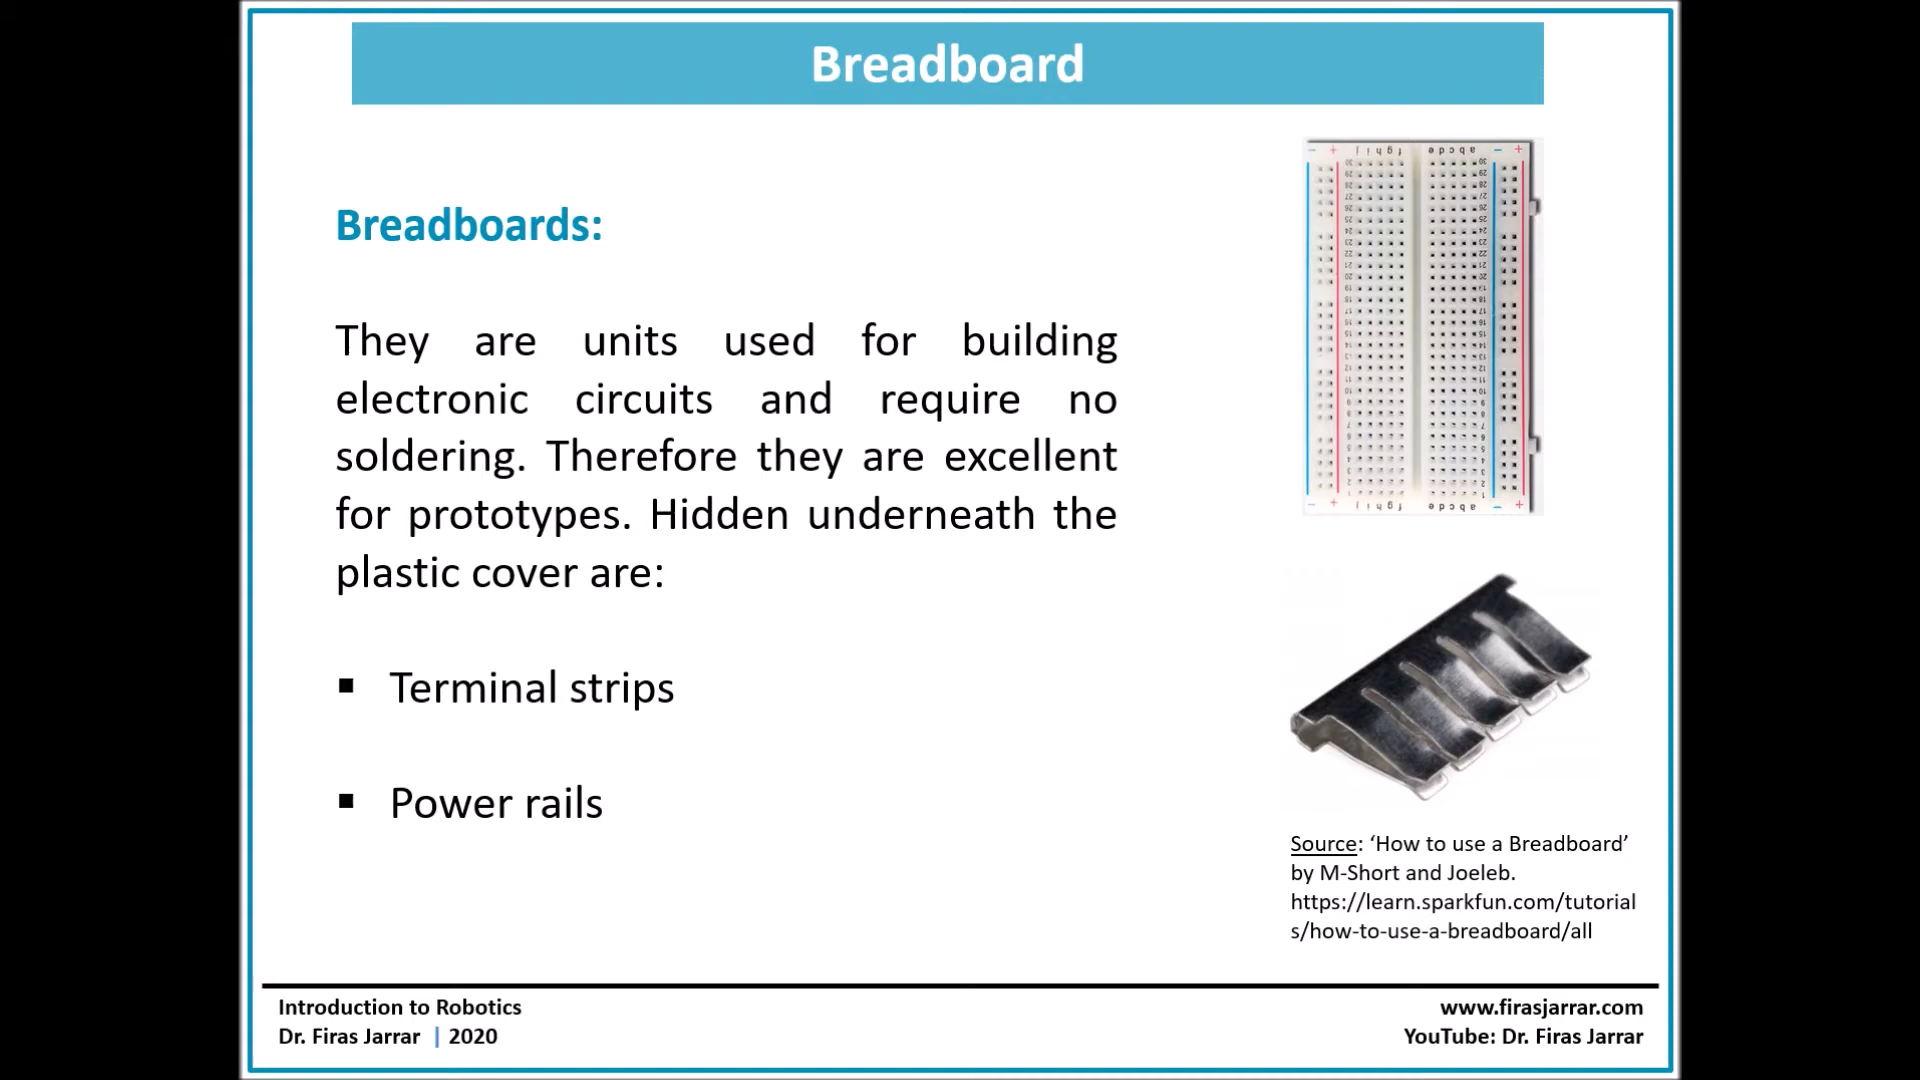 Breadboard
Breadboards:
They are units used for building
electronic circuits and require no
soldering. Therefore they are excellent
for prototypes. Hidden underneath the
plastic cover are:
▪ Terminal strips
▪ Power rails
Source: ‘How to use a Breadboard’
by M-Short and Joeleb.
https://learn.sparkfun.com/tutorial
s/how-to-use-a-breadboard/all
Introduction to Robotics
Dr. Firas Jarrar | 2020
www.firasjarrar.com
YouTube: Dr. Firas Jarrar